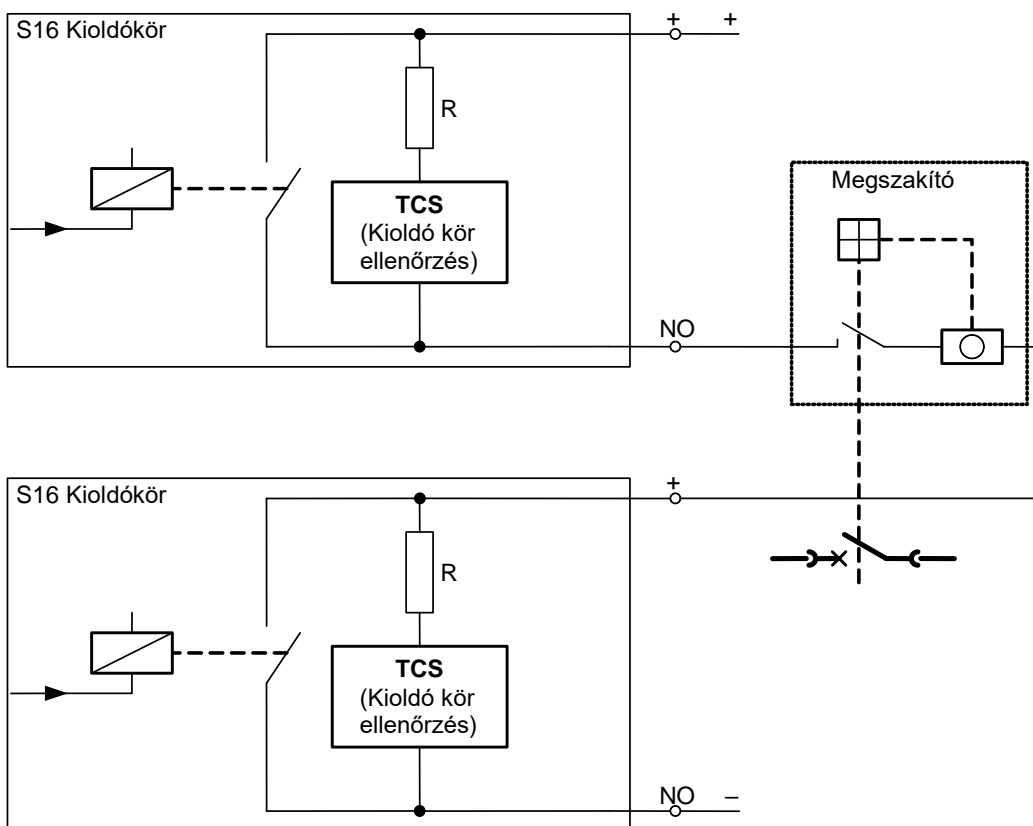 S16 Kioldókör
+ +
R
TCS
(Kioldó kör
ellenőrzés)
NO
Megszakító
S16 Kioldókör
+
R
TCS
(Kioldó kör
ellenőrzés)
NO –